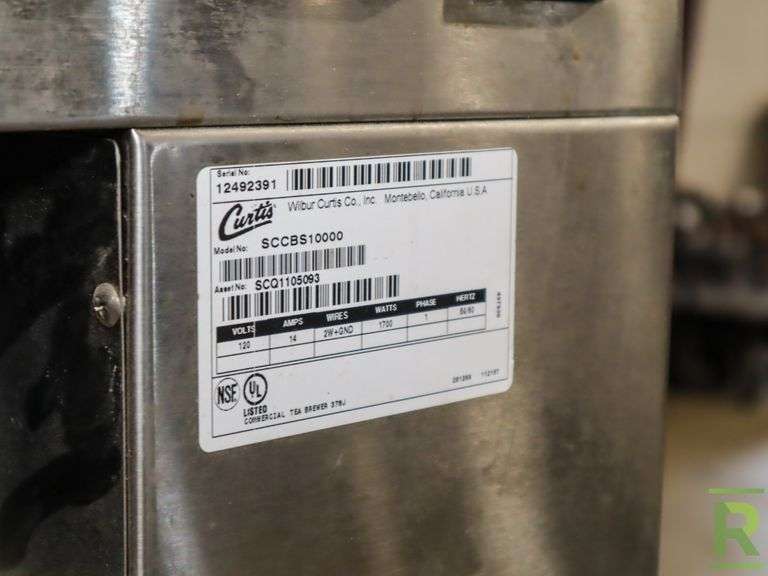 Serial No:
12492391
Curtis
Wilbur Curtis Co., Inc. Montebello, California U.S.A
Model No: SCCBS10000
Asset No: SCQ1105093
VOLTS AMPS WIRES WATTS PHASE HERTZ
120 14 2W+GND 1700 1 50/60
NSF UL
LISTED
COMMERCIAL TEA BREWER 378J
R